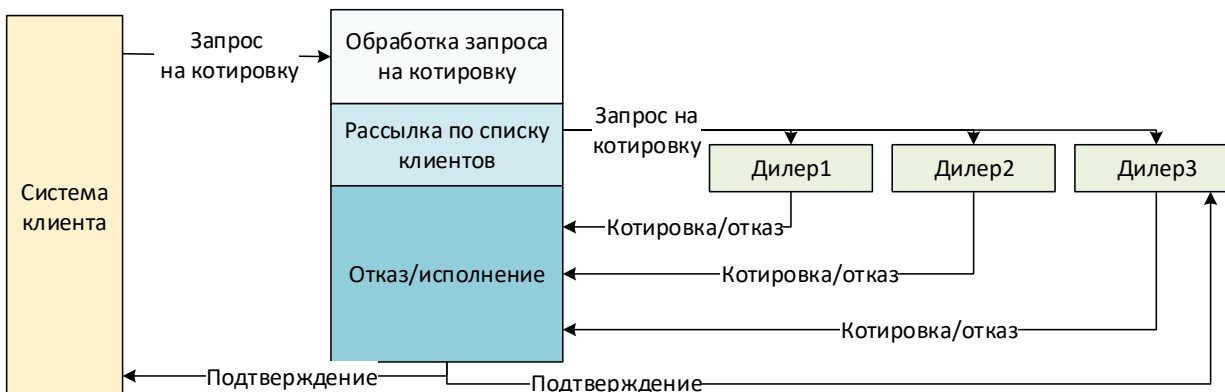 Запрос
на котировку
Обработка запроса
на котировку
Рассылка по списку
клиентов
Запрос на
котировку
Дилер1
Дилер2
Дилер3
Система
клиента
Котировка/отказ
Отказ/исполнение
Котировка/отказ
Котировка/отказ
Подтверждение
Подтверждение